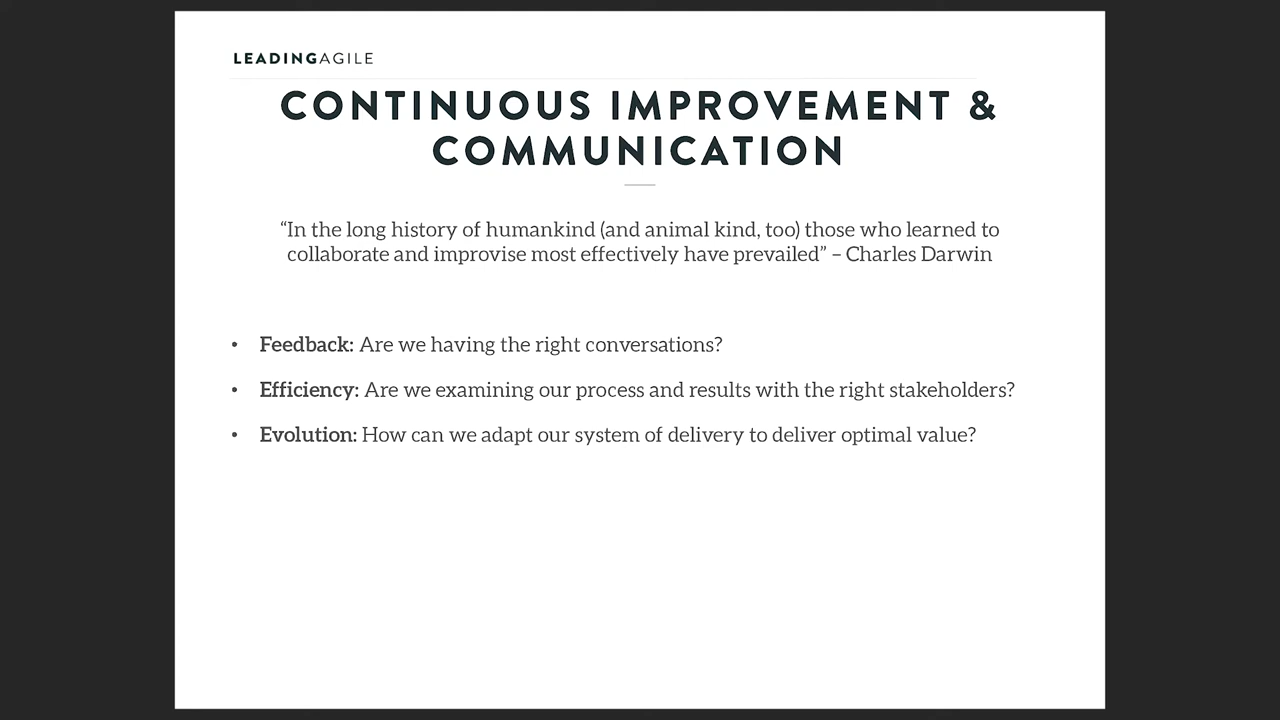 LEADINGAGILE
CONTINUOUS IMPROVEMENT &
COMMUNICATION
“In the long history of humankind (and animal kind, too) those who learned to
collaborate and improvise most effectively have prevailed” – Charles Darwin
• Feedback: Are we having the right conversations?
• Efficiency: Are we examining our process and results with the right stakeholders?
• Evolution: How can we adapt our system of delivery to deliver optimal value?